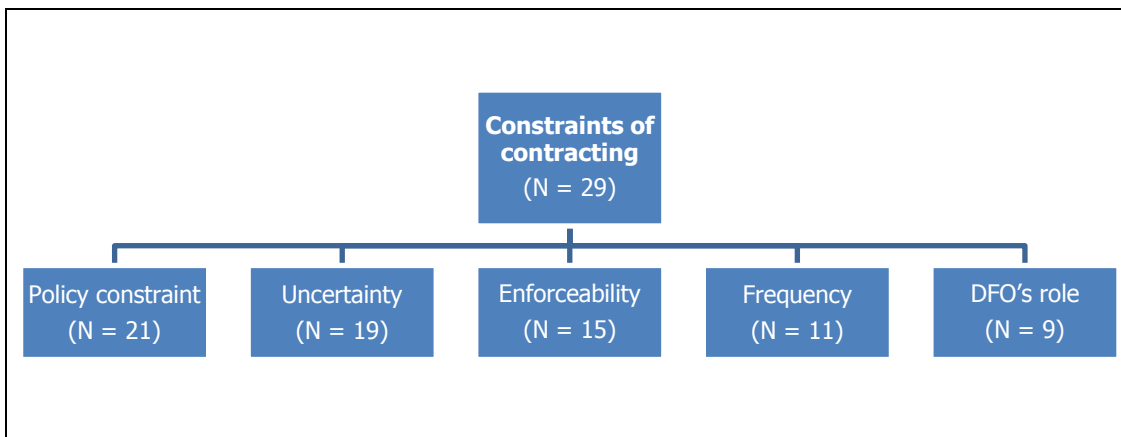 Constraints of
contracting
(N = 29)
Policy constraint
(N = 21)
Uncertainty
(N = 19)
Enforceability
(N = 15)
Frequency
(N = 11)
DFO’s role
(N = 9)